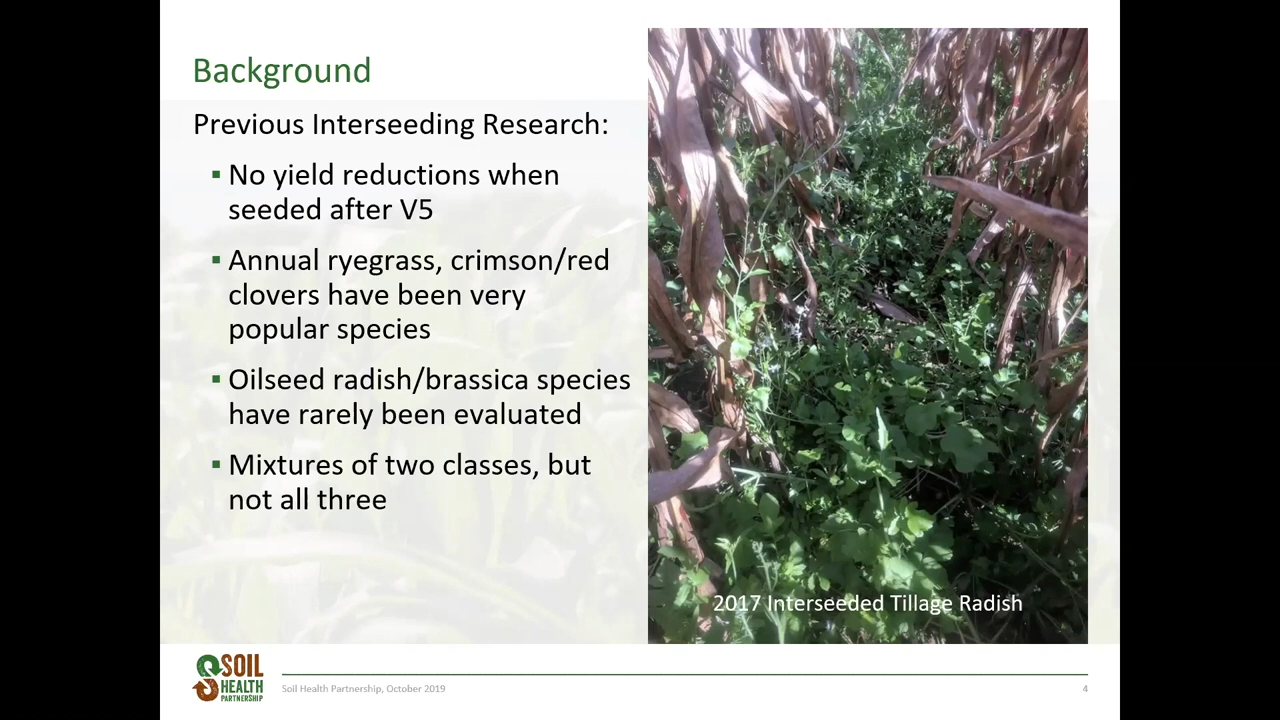 Background
Previous Interseeding Research:
▪ No yield reductions when
seeded after V5
▪ Annual ryegrass, crimson/red
clovers have been very
popular species
▪ Oilseed radish/brassica species
have rarely been evaluated
▪ Mixtures of two classes, but
not all three
2017 Interseeded Tillage Radish
SOIL
HEALTH
PARTNERSHIP
Soil Health Partnership, October 2019
4